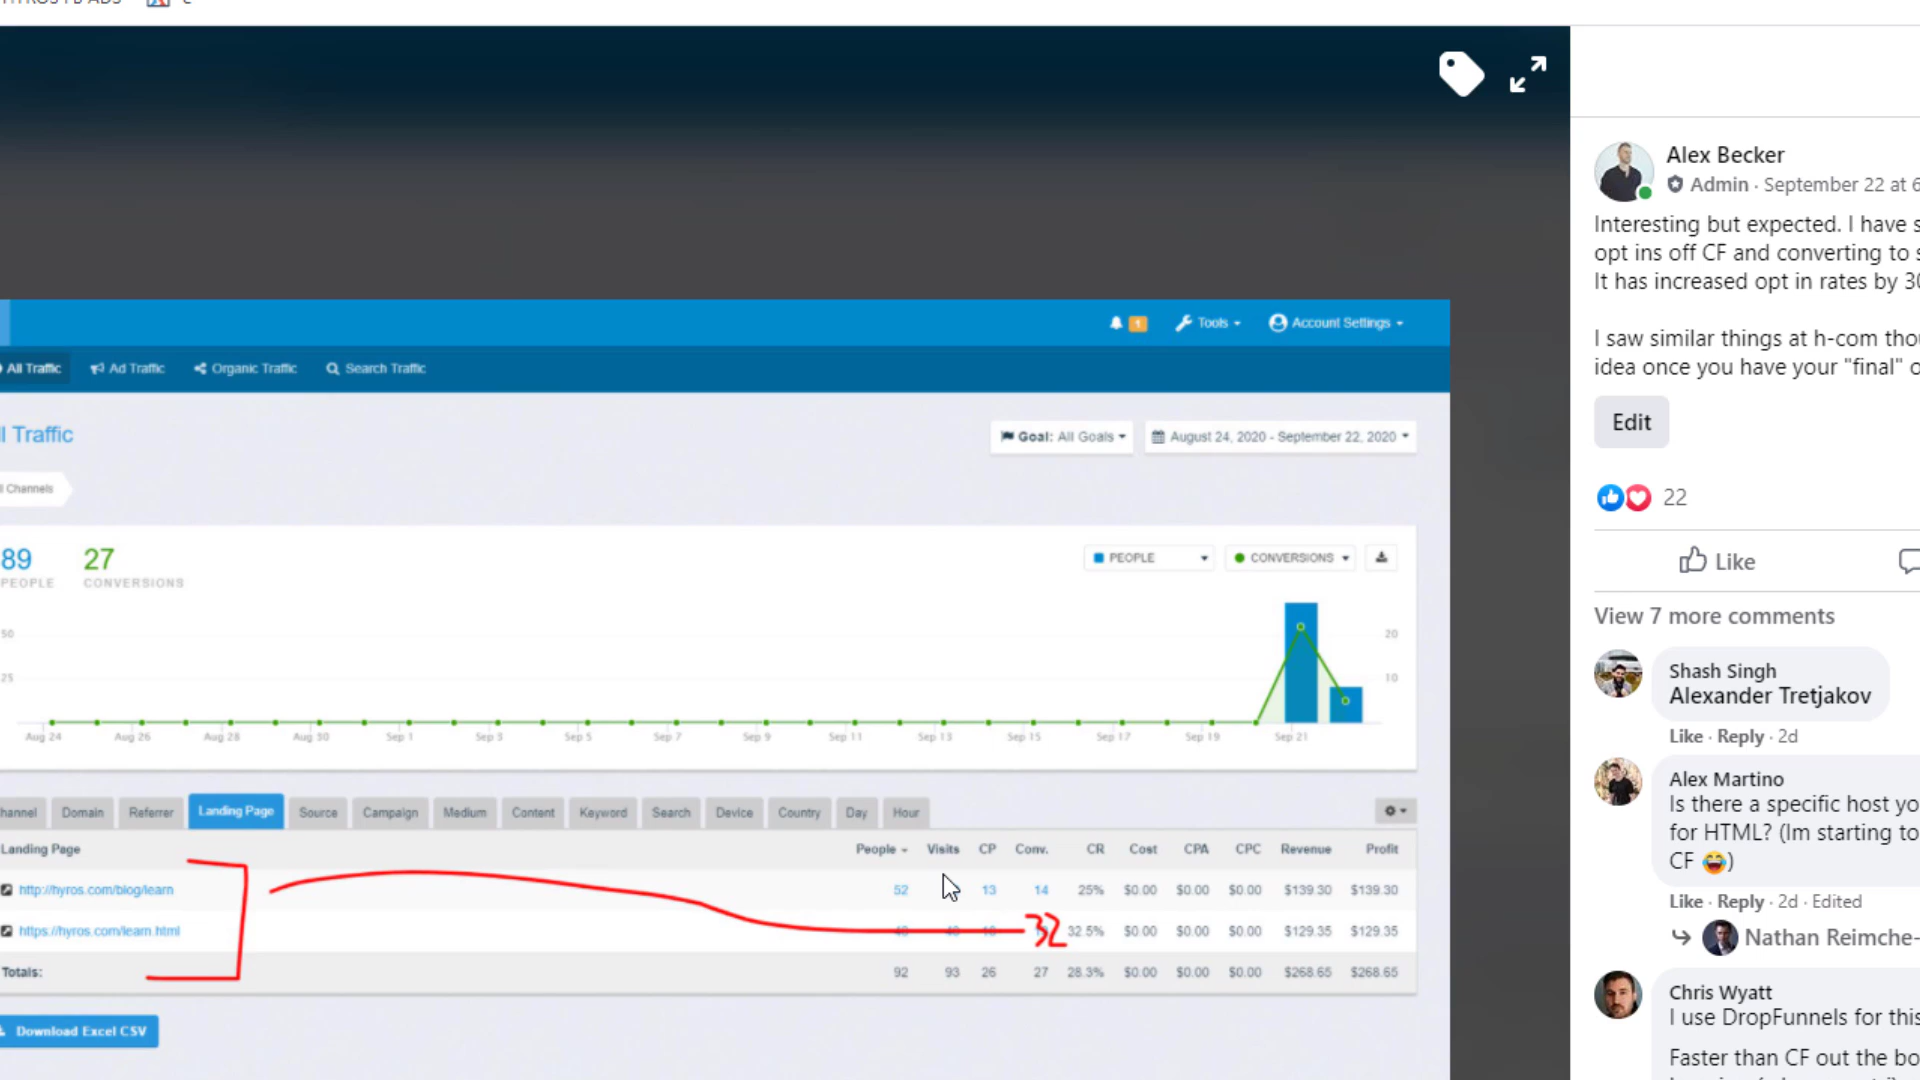 1
Tools
Account Settings
All Traffic
Ad Traffic
Organic Traffic
Search Traffic
Traffic
Goal: All Goals
August 24, 2020 - September 22, 2020
Channels
89
PEOPLE
27
CONVERSIONS
PEOPLE
CONVERSIONS
50
25
20
10
Aug 24 Aug 26 Aug 28 Aug 30 Sep 1 Sep 3 Sep 5 Sep 7 Sep 9 Sep 11 Sep 13 Sep 15 Sep 17 Sep 19 Sep 21
hannel Domain Referrer Landing Page Source Campaign Medium Content Keyword Search Device Country Day Hour
Landing Page People Visits CP Conv. CR Cost CPA CPC Revenue Profit
http://hyros.com/blog/learn 52 13 14 25% $0.00 $0.00 $0.00 $139.30 $139.30
https://hyros.com/learn.html 32 32.5% $0.00 $0.00 $0.00 $129.35 $129.35
Totals: 92 93 26 27 28.3% $0.00 $0.00 $0.00 $268.65 $268.65
Download Excel CSV
Alex Becker
Admin · September 22 at 6
Interesting but expected. I have s
opt ins off CF and converting to s
It has increased opt in rates by 30
I saw similar things at h-com thou
idea once you have your "final" o
Edit
22
Like
View 7 more comments
Shash Singh
Alexander Tretjakov
Like · Reply · 2d
Alex Martino
Is there a specific host yo
for HTML? (Im starting to
CF 😂)
Like · Reply · 2d · Edited
Nathan Reimche-
Chris Wyatt
I use DropFunnels for this
Faster than CF out the bo